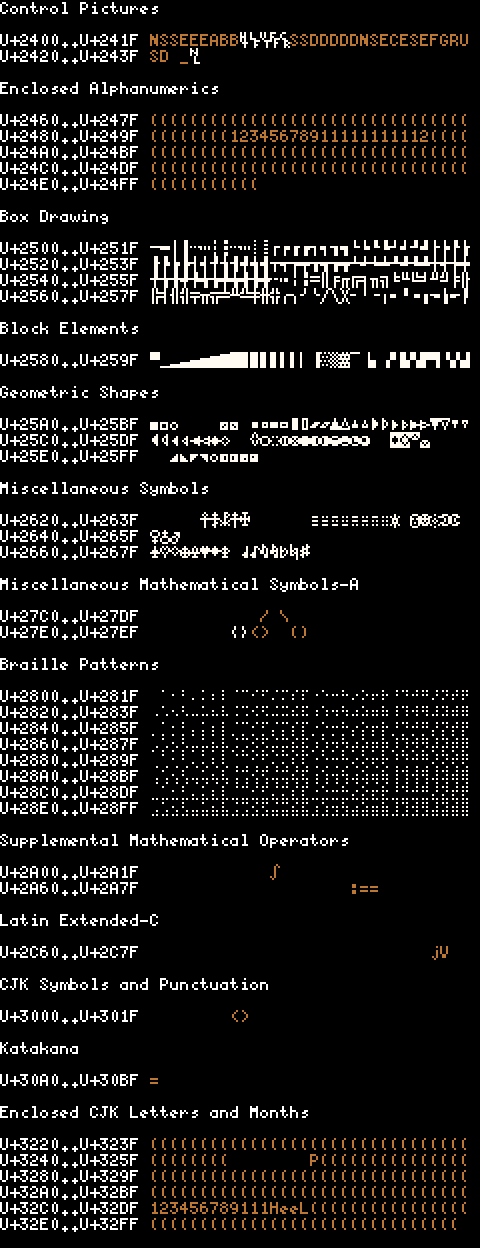 Control Pictures
U+2400..U+241F NSSEEEABB␉␊␋␌␍SSDDDDDNSECESEFGRU
U+2420..U+243F SD _␤
Enclosed Alphanumerics
U+2460..U+247F ((((((((((((((((((((((((((((((((
U+2480..U+249F ((((((((12345678911111111112((((
U+24A0..U+24BF ((((((((((((((((((((((((((((((((
U+24C0..U+24DF ((((((((((((((((((((((((((((((((
U+24E0..U+24FF (((((((((((
Box Drawing
U+2500..U+251F
U+2520..U+253F
U+2540..U+255F
U+2560..U+257F
Block Elements
U+2580..U+259F
Geometric Shapes
U+25A0..U+25BF
U+25C0..U+25DF
U+25E0..U+25FF
Miscellaneous Symbols
U+2620..U+263F
U+2640..U+265F
U+2660..U+267F
Miscellaneous Mathematical Symbols-A
U+27C0..U+27DF / \
U+27E0..U+27EF ⟨⟩⟨⟩ ()
Braille Patterns
U+2800..U+281F
U+2820..U+283F
U+2840..U+285F
U+2860..U+287F
U+2880..U+289F
U+28A0..U+28BF
U+28C0..U+28DF
U+28E0..U+28FF
Supplemental Mathematical Operators
U+2A00..U+2A1F ∫
U+2A60..U+2A7F :==
Latin Extended-C
U+2C60..U+2C7F jV
CJK Symbols and Punctuation
U+3000..U+301F ⟨⟩
Katakana
U+30A0..U+30BF =
Enclosed CJK Letters and Months
U+3220..U+323F ((((((((((((((((((((((((((((((((
U+3240..U+325F ((((((((        P(((((((((((((((
U+3280..U+329F ((((((((((((((((((((((((((((((((
U+32A0..U+32BF ((((((((((((((((((((((((((((((((
U+32C0..U+32DF 123456789111HeeL((((((((((((((((
U+32E0..U+32FF (((((((((((((((((((((((((((((((